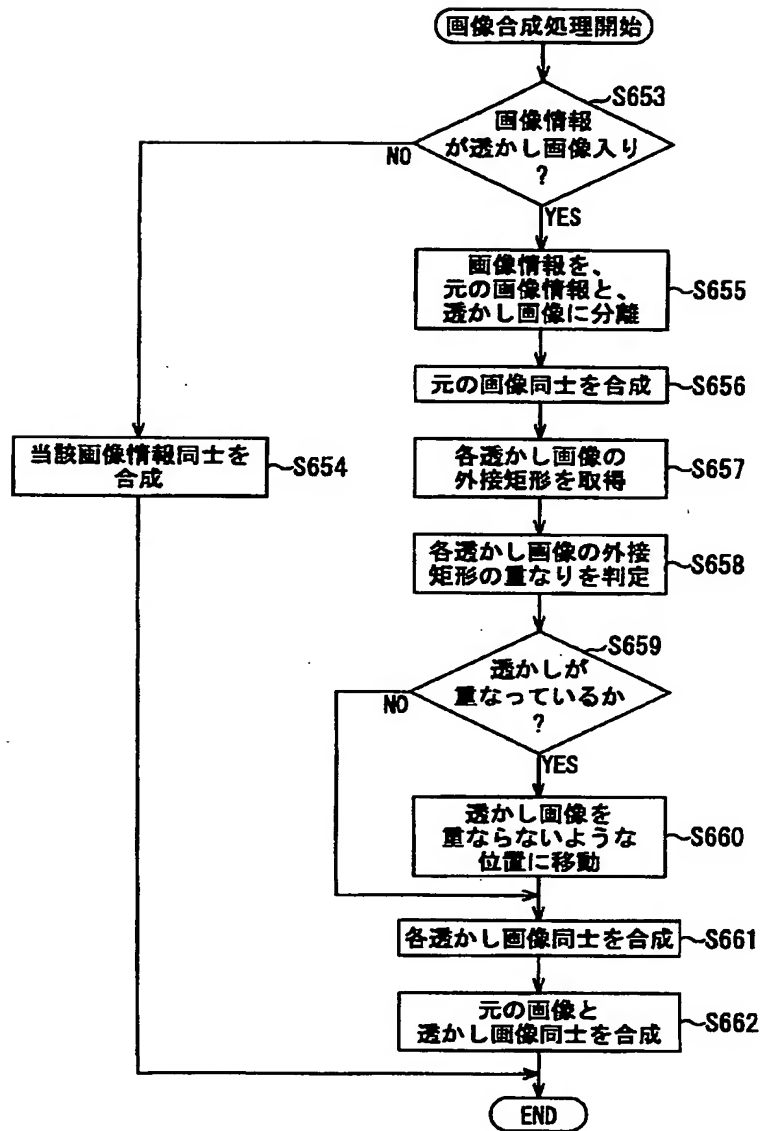 画像合成処理開始
S653
画像情報
が透かし画像入り
?
NO
YES
画像情報を、
元の画像情報と、
透かし画像に分離
S655
元の画像同士を合成
S656
当該画像情報同士を
合成
S654
各透かし画像の
外接矩形を取得
S657
各透かし画像の外接
矩形の重なりを判定
S658
S659
透かしが
重なっているか
?
NO
YES
透かし画像を
重ならないような
位置に移動
S660
各透かし画像同士を合成
S661
元の画像と
透かし画像同士を合成
S662
END